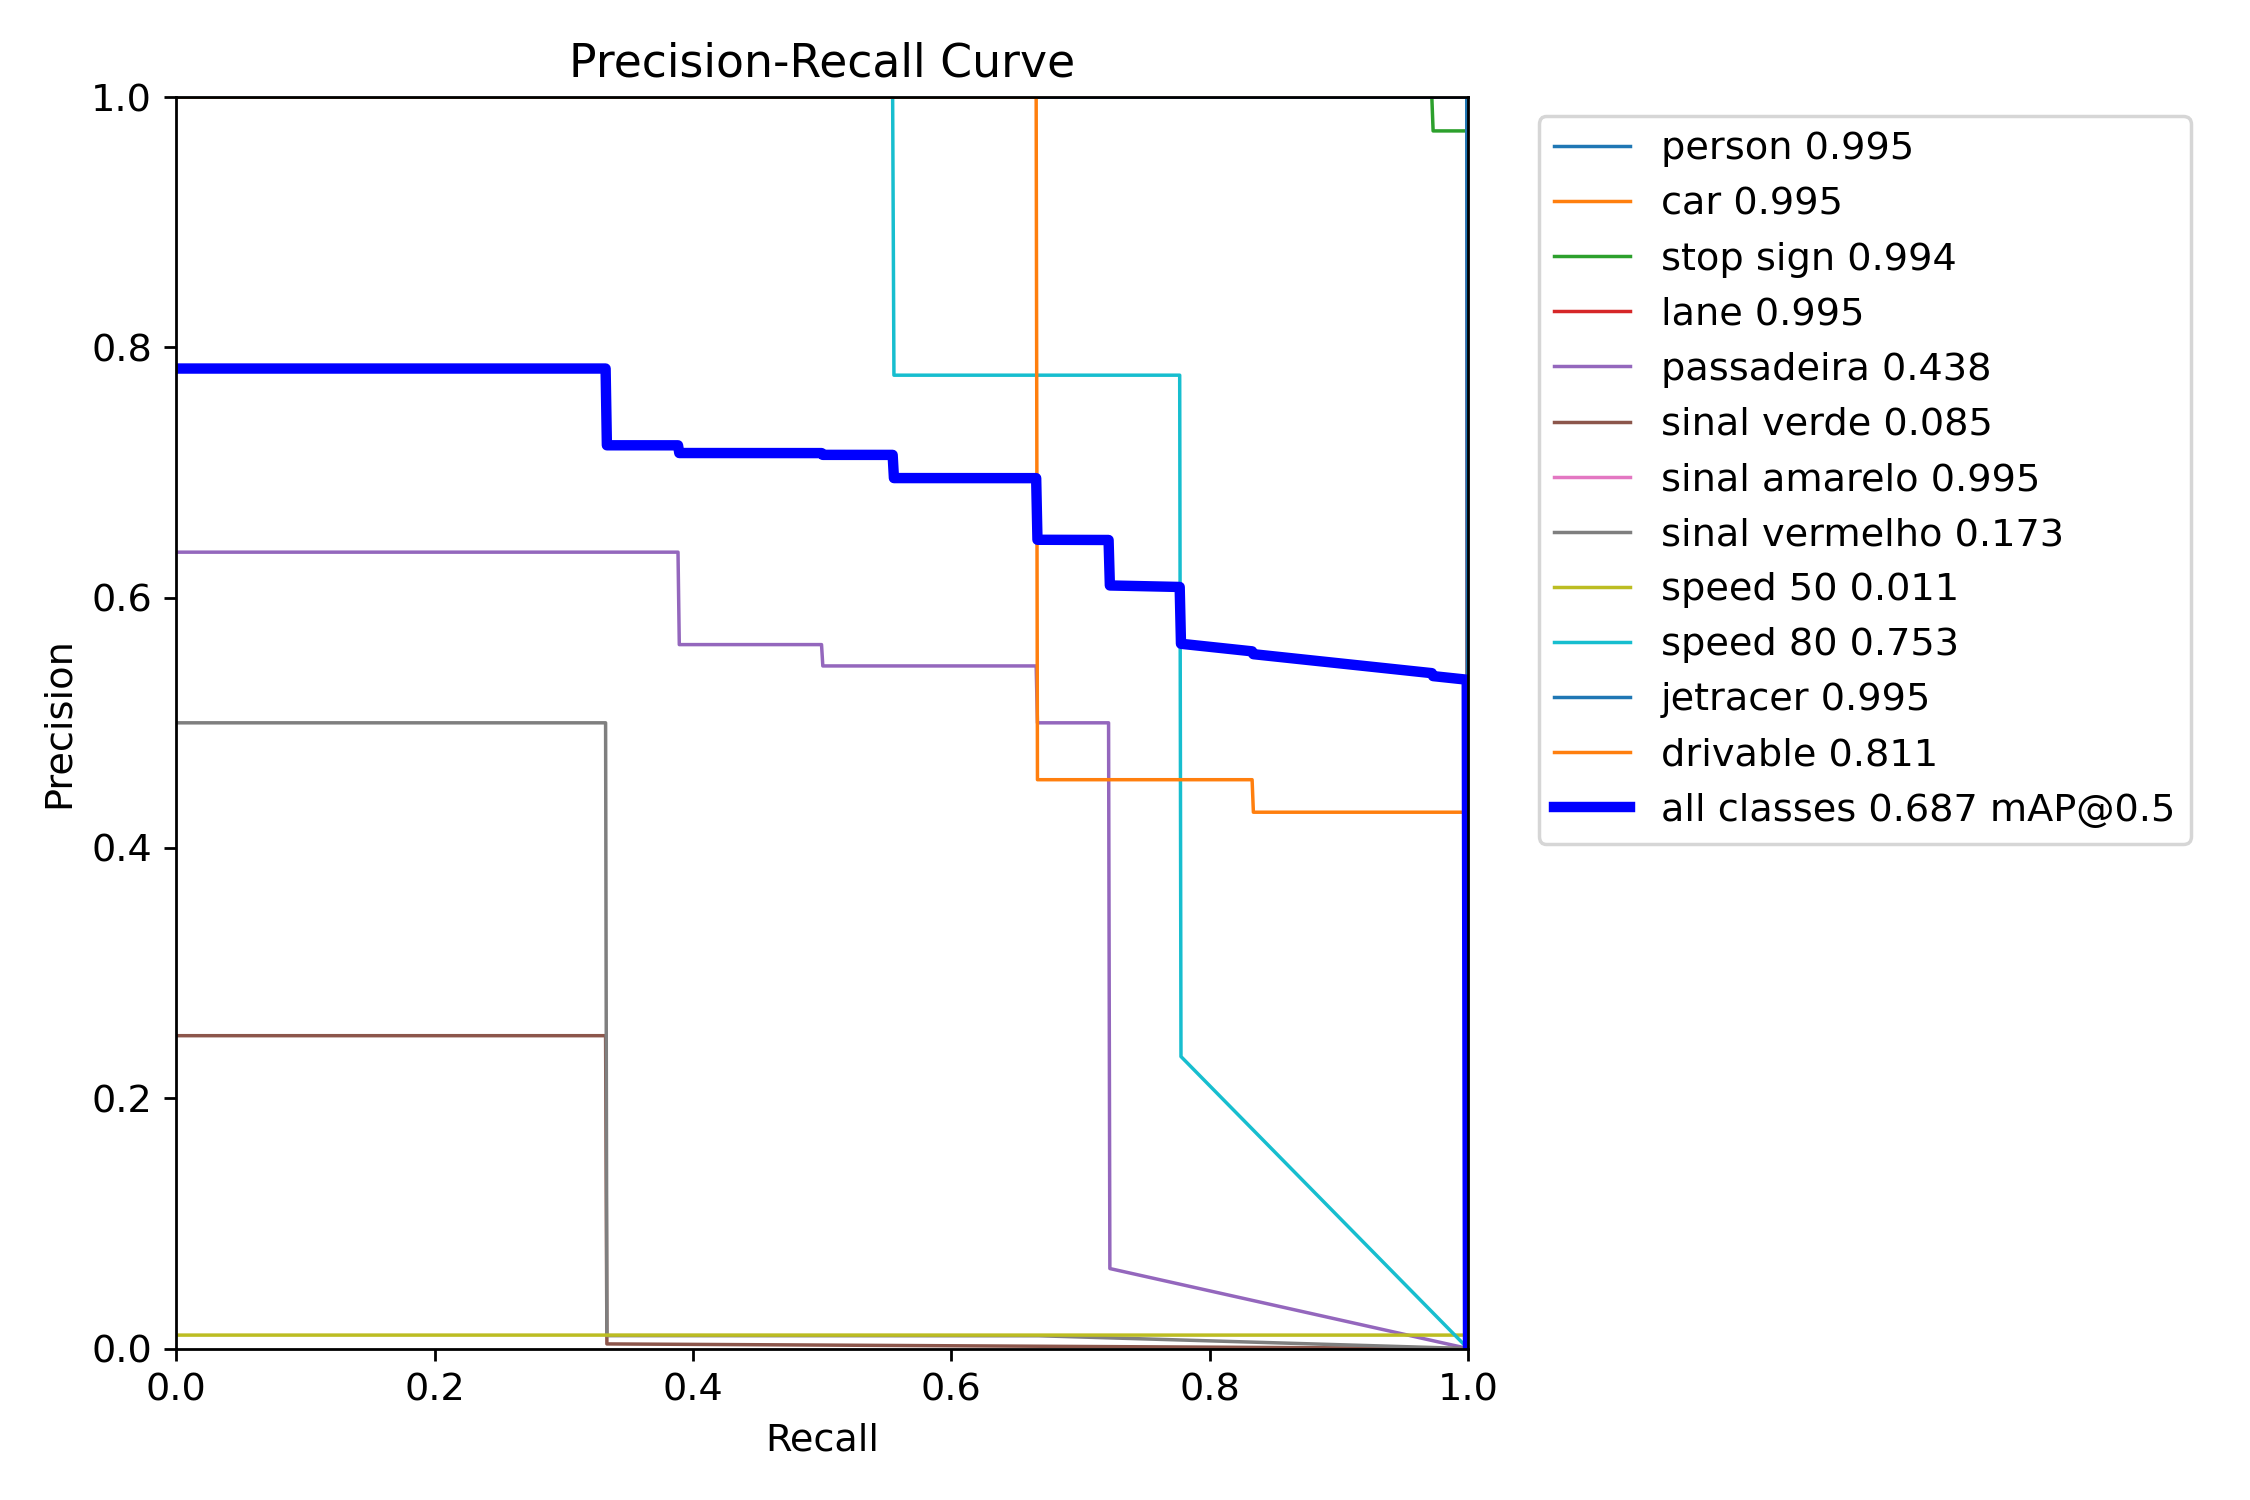 Precision-Recall Curve
1.0
0.8
0.6
0.4
0.2
0.0
Precision
0.0 0.2 0.4 0.6 0.8 1.0
Recall
person 0.995
car 0.995
stop sign 0.994
lane 0.995
passadeira 0.438
sinal verde 0.085
sinal amarelo 0.995
sinal vermelho 0.173
speed 50 0.011
speed 80 0.753
jetracer 0.995
drivable 0.811
all classes 0.687 mAP@0.5